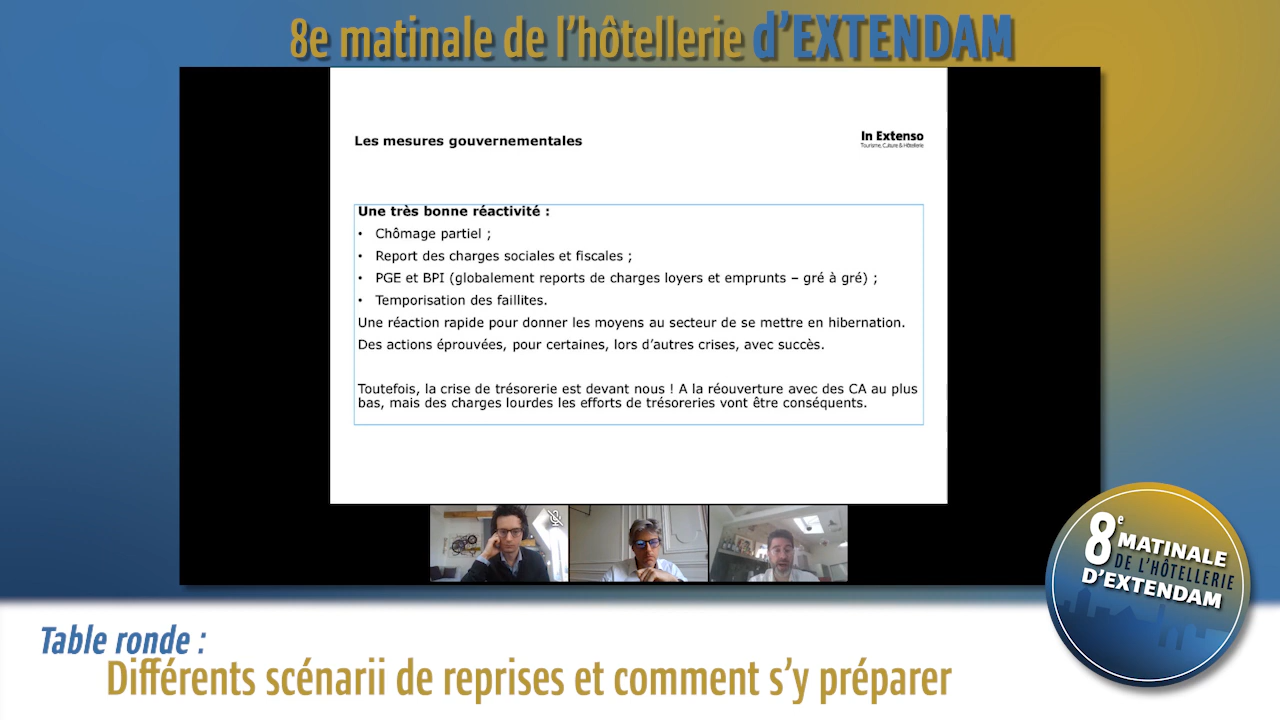 8e matinale de l'hôtellerie d'EXTENDAM
Les mesures gouvernementales
In Extenso
Tourisme, Culture & Hôtellerie
Une très bonne réactivité :
• Chômage partiel ;
• Report des charges sociales et fiscales ;
• PGE et BPI (globalement reports de charges loyers et emprunts – gré à gré) ;
• Temporisation des faillites.
Une réaction rapide pour donner les moyens au secteur de se mettre en hibernation.
Des actions éprouvées, pour certaines, lors d'autres crises, avec succès.
Toutefois, la crise de trésorerie est devant nous ! A la réouverture avec des CA au plus
bas, mais des charges lourdes les efforts de trésoreries vont être conséquents.
8e MATINALE
DE L'HÔTELLERIE
D'EXTENDAM
Table ronde :
Différents scénarii de reprises et comment s'y préparer